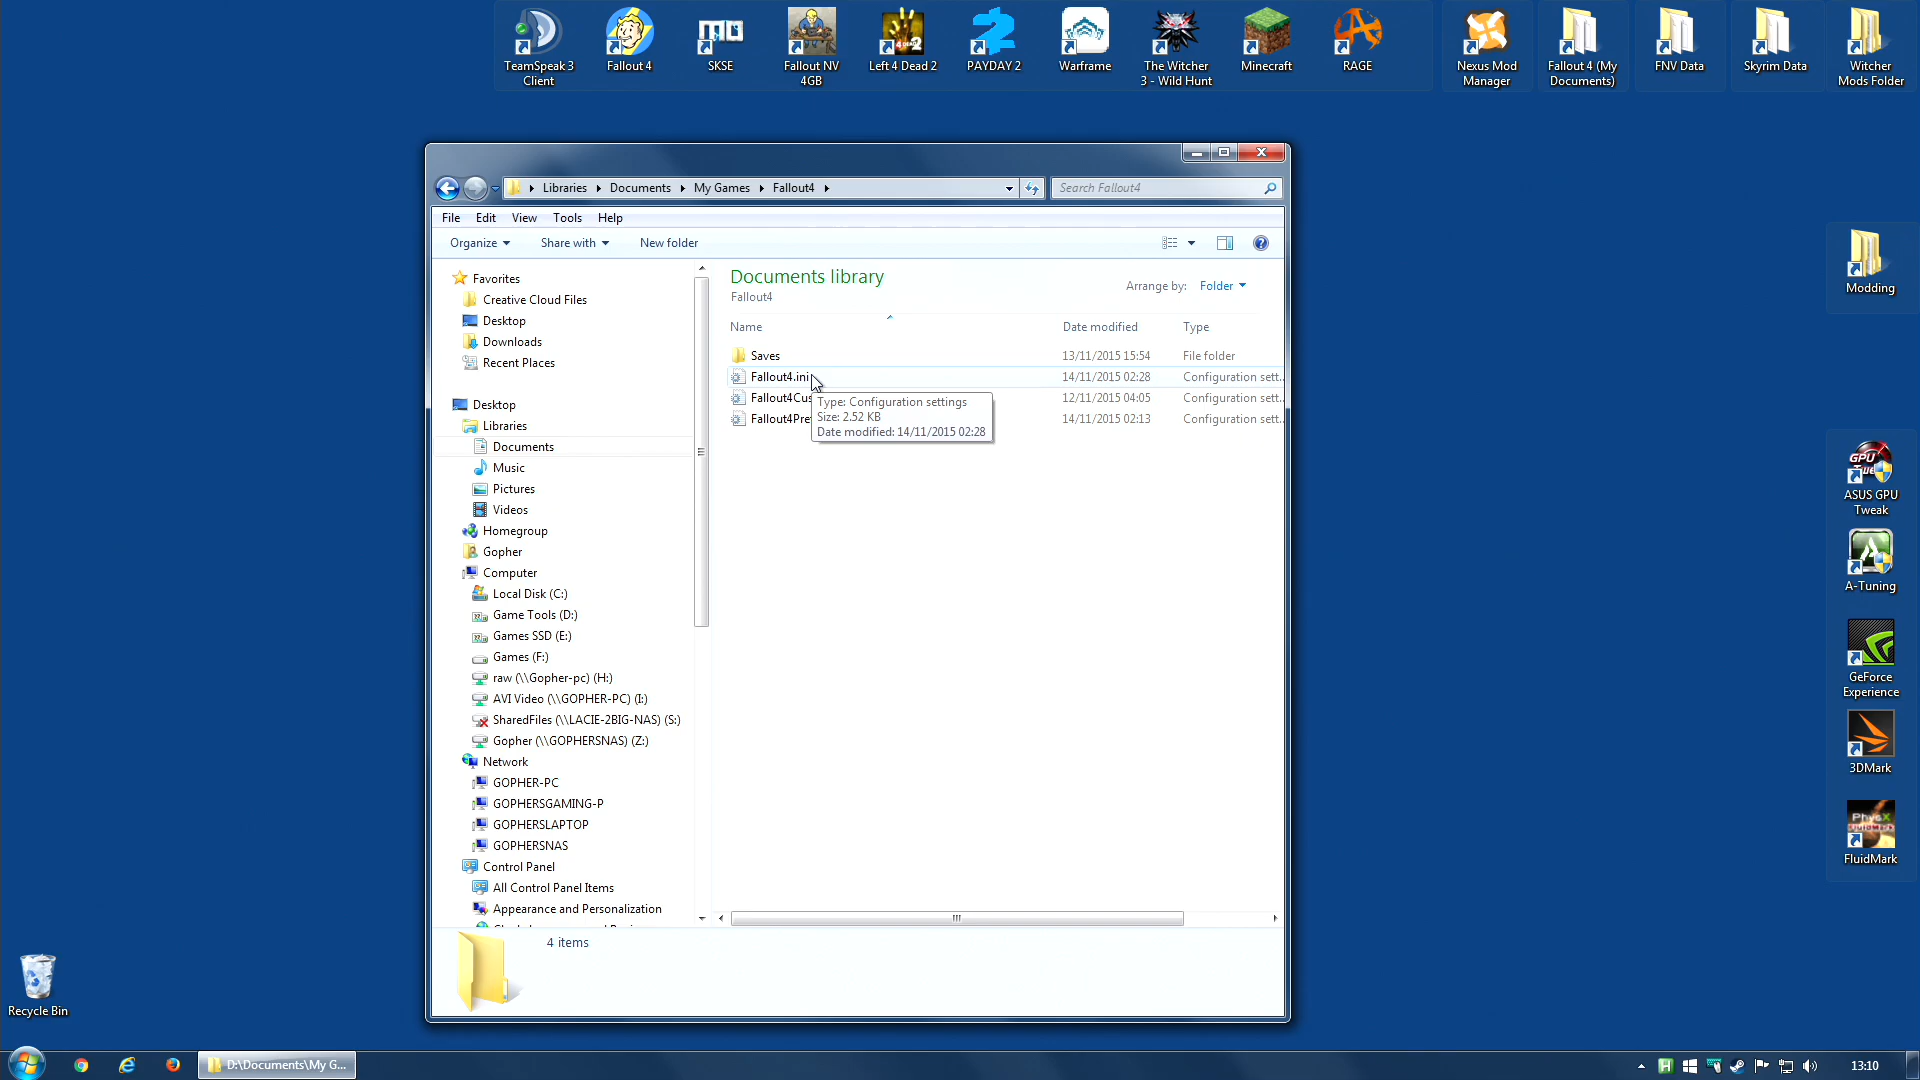 TeamSpeak 3
Client
Fallout 4
SKSE
Fallout NV
4GB
Left 4 Dead 2
PAYDAY 2
Warframe
The Witcher
3 - Wild Hunt
Minecraft
RAGE
Nexus Mod
Manager
Fallout 4 (My
Documents)
FNV Data
Skyrim Data
Witcher
Mods Folder
Libraries Documents My Games Fallout4
Search Fallout4
File Edit View Tools Help
Organize Share with New folder
Favorites
Creative Cloud Files
Desktop
Downloads
Recent Places
Desktop
Libraries
Documents
Music
Pictures
Videos
Homegroup
Gopher
Computer
Local Disk (C:)
Game Tools (D:)
Games SSD (E:)
Games (F:)
raw (\\Gopher-pc) (H:)
AVI Video (\\GOPHER-PC) (I:)
SharedFiles (\\LACIE-2BIG-NAS) (S:)
Gopher (\\GOPHERSNAS) (Z:)
Network
GOPHER-PC
GOPHERSGAMING-P
GOPHERSLAPTOP
GOPHERSNAS
Control Panel
All Control Panel Items
Appearance and Personalization
Documents library
Fallout4
Arrange by: Folder
Name Date modified Type
Saves 13/11/2015 15:54 File folder
Fallout4.ini 14/11/2015 02:28 Configuration sett...
Fallout4Cus 12/11/2015 04:05 Configuration sett...
Fallout4Pre 14/11/2015 02:13 Configuration sett...
Type: Configuration settings
Size: 2.52 KB
Date modified: 14/11/2015 02:28
4 items
Modding
GPU
ASUS GPU
Tweak
A-Tuning
GeForce
Experience
3DMark
PhysX
FluidMark
FluidMark
Recycle Bin
D:\Documents\My G...
13:10